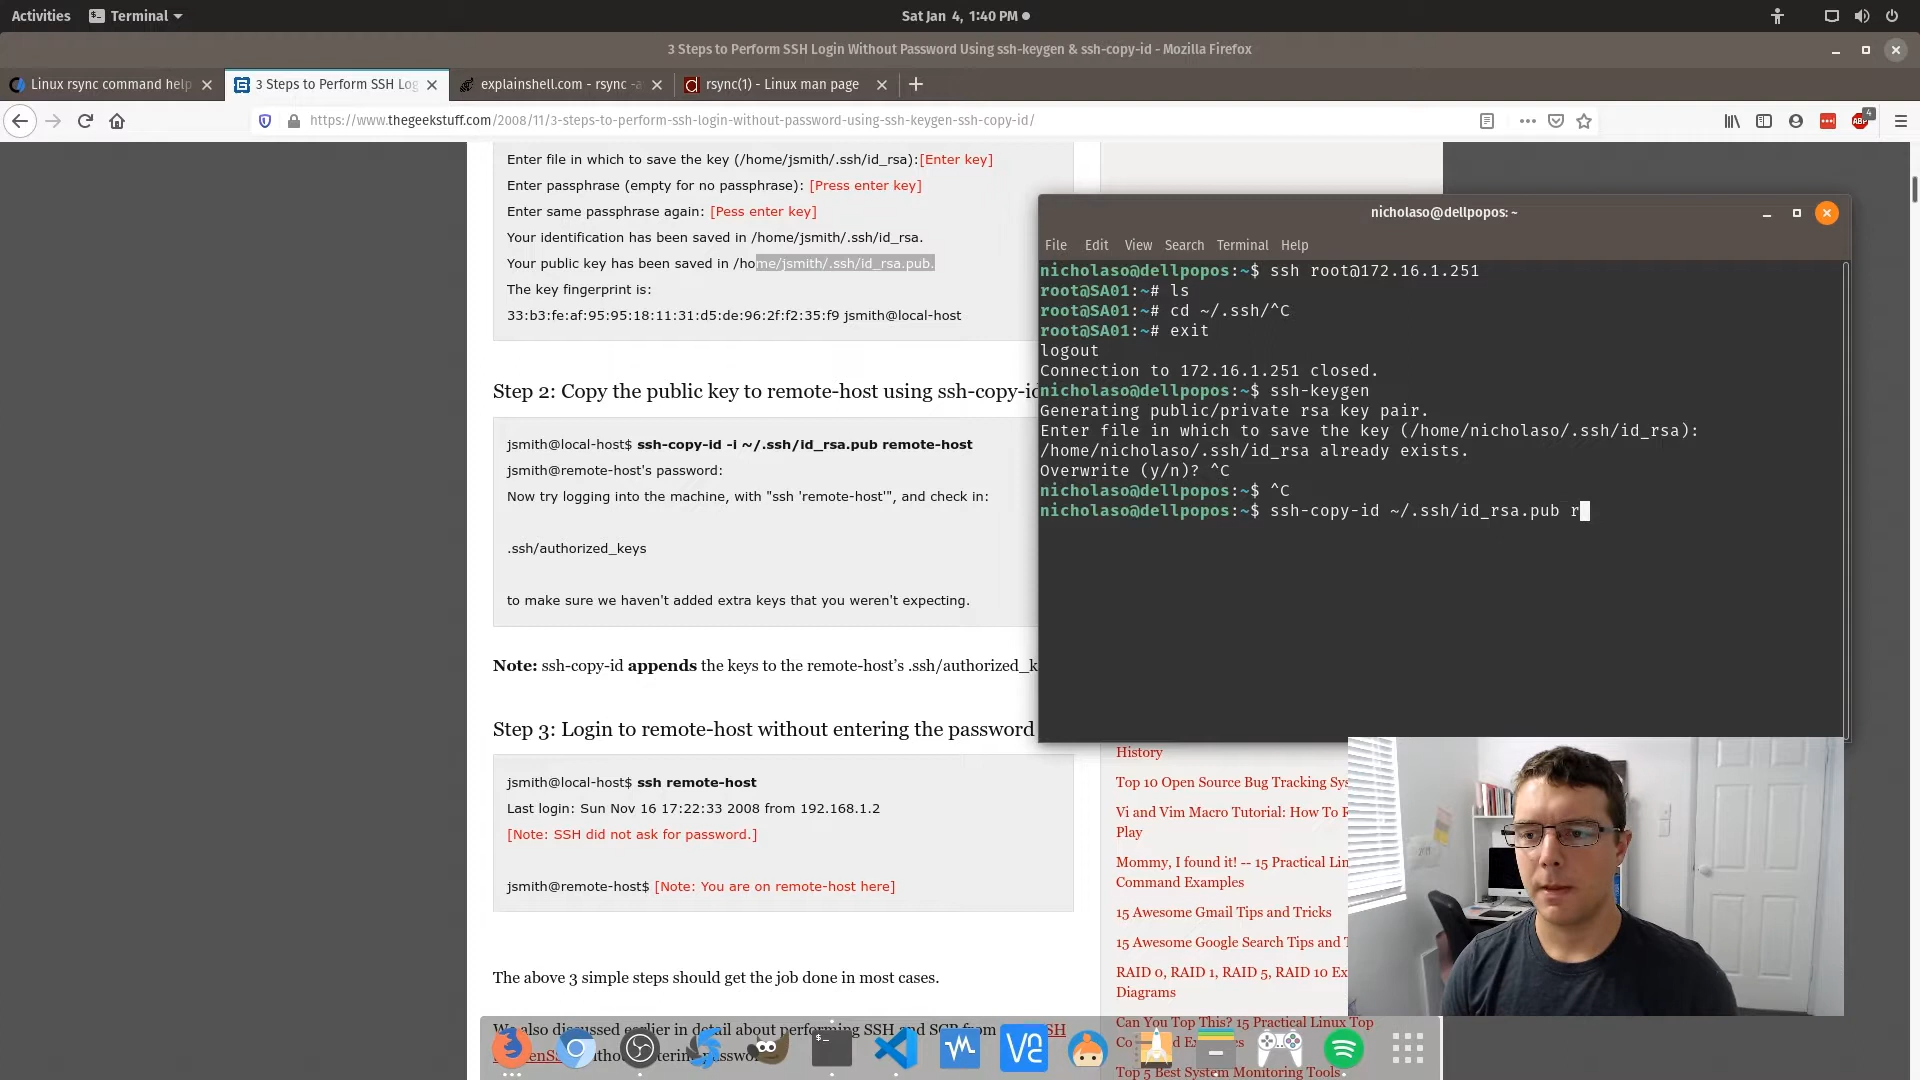 Activities
Terminal
Sat Jan 4, 1:40 PM
3 Steps to Perform SSH Login Without Password Using ssh-keygen & ssh-copy-id - Mozilla Firefox
Linux rsync command help
3 Steps to Perform SSH Log
explainshell.com - rsync -a
rsync(1) - Linux man page
https://www.thegeekstuff.com/2008/11/3-steps-to-perform-ssh-login-without-password-using-ssh-keygen-ssh-copy-id/
ABP
4
Enter file in which to save the key (/home/jsmith/.ssh/id_rsa):[Enter key]
Enter passphrase (empty for no passphrase): [Press enter key]
Enter same passphrase again: [Pess enter key]
Your identification has been saved in /home/jsmith/.ssh/id_rsa.
Your public key has been saved in /home/jsmith/.ssh/id_rsa.pub.
The key fingerprint is:
33:b3:fe:af:95:95:18:11:31:d5:de:96:2f:f2:35:f9 jsmith@local-host
Step 2: Copy the public key to remote-host using ssh-copy-id
jsmith@local-host$ ssh-copy-id -i ~/.ssh/id_rsa.pub remote-host
jsmith@remote-host's password:
Now try logging into the machine, with "ssh 'remote-host'", and check in:
.ssh/authorized_keys
to make sure we haven't added extra keys that you weren't expecting.
Note: ssh-copy-id appends the keys to the remote-host’s .ssh/authorized_k
Step 3: Login to remote-host without entering the password
jsmith@local-host$ ssh remote-host
Last login: Sun Nov 16 17:22:33 2008 from 192.168.1.2
[Note: SSH did not ask for password.]
jsmith@remote-host$ [Note: You are on remote-host here]
The above 3 simple steps should get the job done in most cases.
We also discussed earlier in detail about performing SSH and SCP from
nicholaso@dellpopos: ~
File Edit View Search Terminal Help
nicholaso@dellpopos:~$ ssh root@172.16.1.251
root@SA01:~# ls
root@SA01:~# cd ~/.ssh/^C
root@SA01:~# exit
logout
Connection to 172.16.1.251 closed.
nicholaso@dellpopos:~$ ssh-keygen
Generating public/private rsa key pair.
Enter file in which to save the key (/home/nicholaso/.ssh/id_rsa):
/home/nicholaso/.ssh/id_rsa already exists.
Overwrite (y/n)? ^C
nicholaso@dellpopos:~$ ^C
nicholaso@dellpopos:~$ ssh-copy-id ~/.ssh/id_rsa.pub r
History
Top 10 Open Source Bug Tracking Sys
Vi and Vim Macro Tutorial: How To R
Play
Mommy, I found it! -- 15 Practical Lin
Command Examples
15 Awesome Gmail Tips and Tricks
15 Awesome Google Search Tips and T
RAID 0, RAID 1, RAID 5, RAID 10 Ex
Diagrams
Can You Top This? 15 Practical Linux Top
Top 5 Best System Monitoring Tools